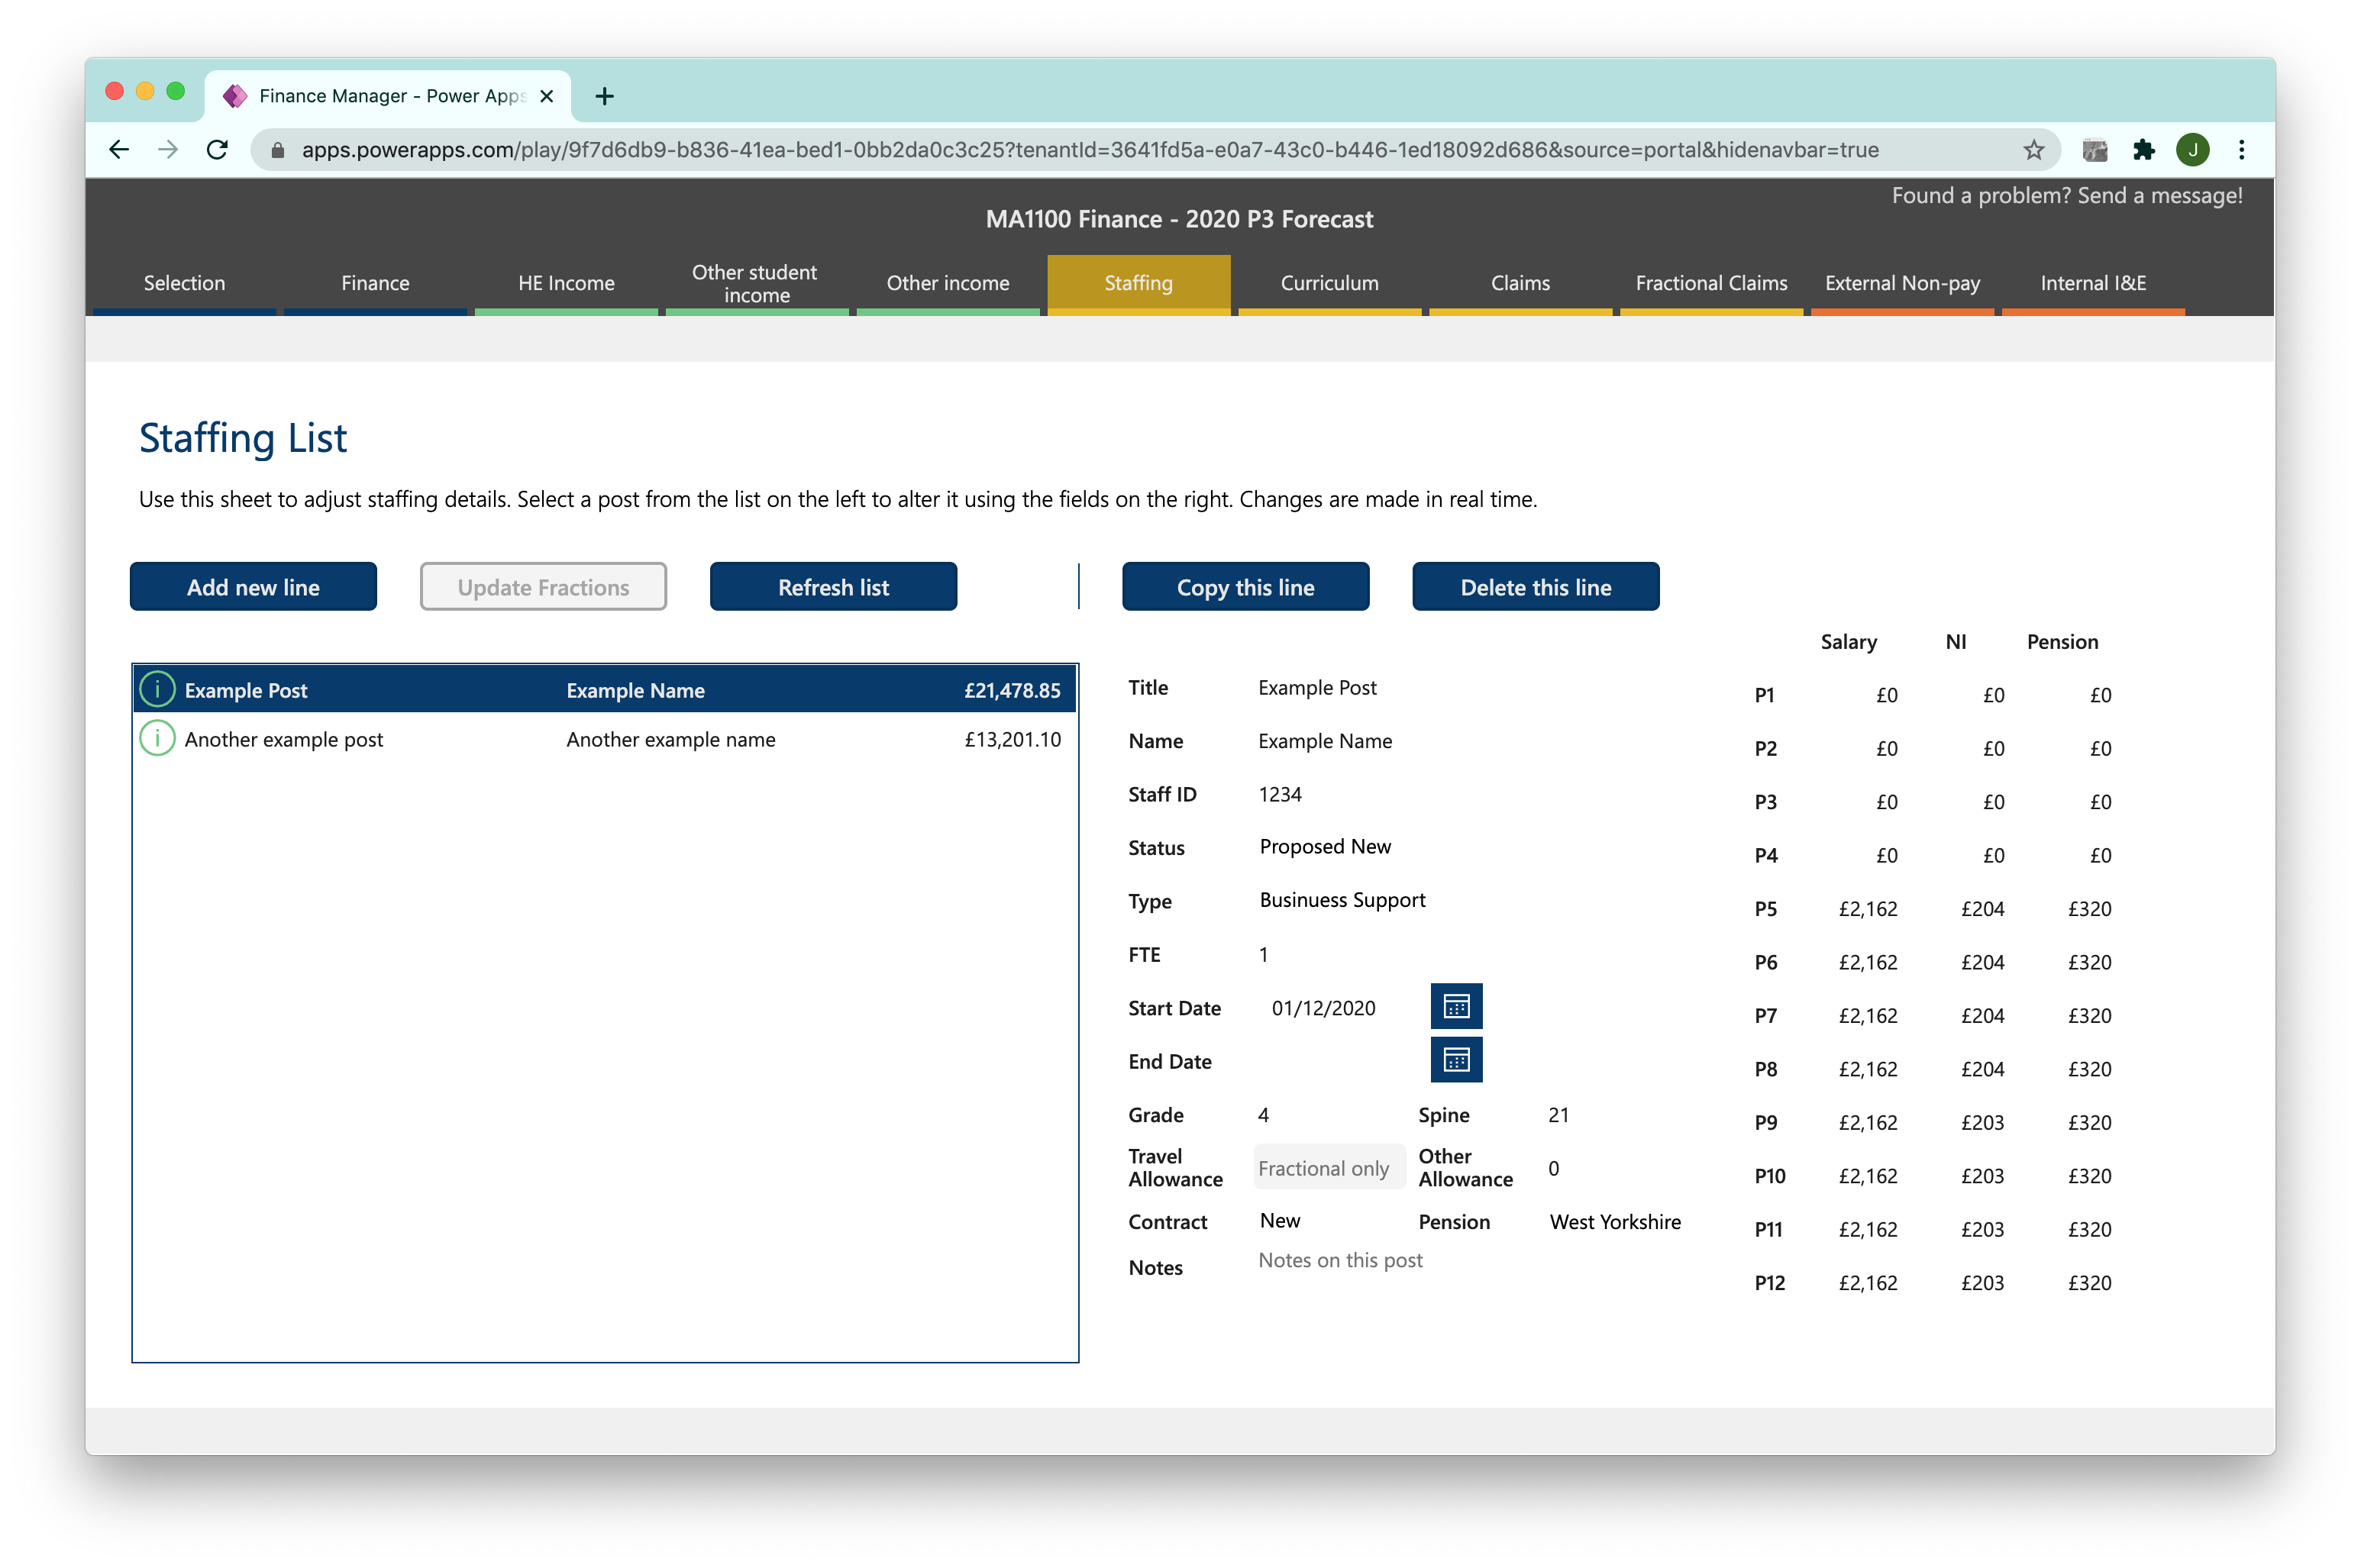 Finance Manager - Power Apps
apps.powerapps.com/play/9f7d6db9-b836-41ea-bed1-0bb2da0c3c25?tenantId=3641fd5a-e0a7-43c0-b446-1ed18092d686&source=portal&hidenavbar=true
J
Found a problem? Send a message!
MA1100 Finance - 2020 P3 Forecast
Selection
Finance
HE Income
Other student
income
Other income
Staffing
Curriculum
Claims
Fractional Claims
External Non-pay
Internal I&E
Staffing List
Use this sheet to adjust staffing details. Select a post from the list on the left to alter it using the fields on the right. Changes are made in real time.
Add new line
Update Fractions
Refresh list
Copy this line
Delete this line
Example Post Example Name £21,478.85
Another example post Another example name £13,201.10
Title Example Post
Name Example Name
Staff ID 1234
Status Proposed New
Type Businuess Support
FTE 1
Start Date 01/12/2020
End Date
Grade 4 Spine 21
Travel
Allowance
Fractional only
Other
Allowance
0
Contract New Pension West Yorkshire
Notes Notes on this post
Salary NI Pension
P1 £0 £0 £0
P2 £0 £0 £0
P3 £0 £0 £0
P4 £0 £0 £0
P5 £2,162 £204 £320
P6 £2,162 £204 £320
P7 £2,162 £204 £320
P8 £2,162 £204 £320
P9 £2,162 £203 £320
P10 £2,162 £203 £320
P11 £2,162 £203 £320
P12 £2,162 £203 £320